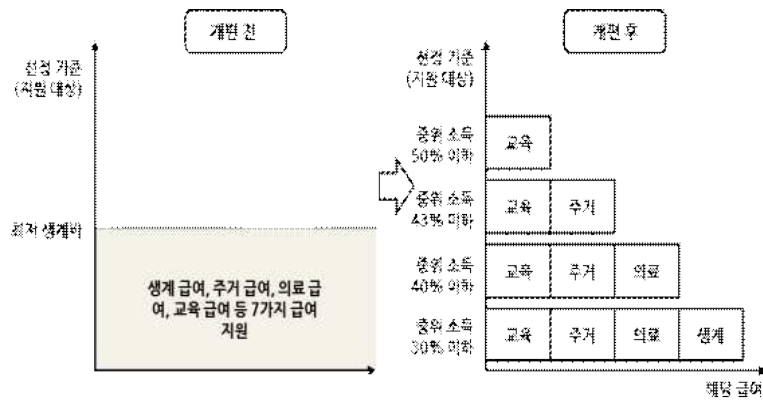 개편 전
선정 기준
(지원 대상)
최저 생계비
생계 급여, 주거 급여, 의료 급
여, 교육 급여 등 7가지 급여
지원
개편 후
선정 기준
(지원 대상)
중위 소득
50% 이하
교육
중위 소득
43% 이하
교육
주거
중위 소득
40% 이하
교육
주거
의료
중위 소득
30% 이하
교육
주거
의료
생계
해당 급여